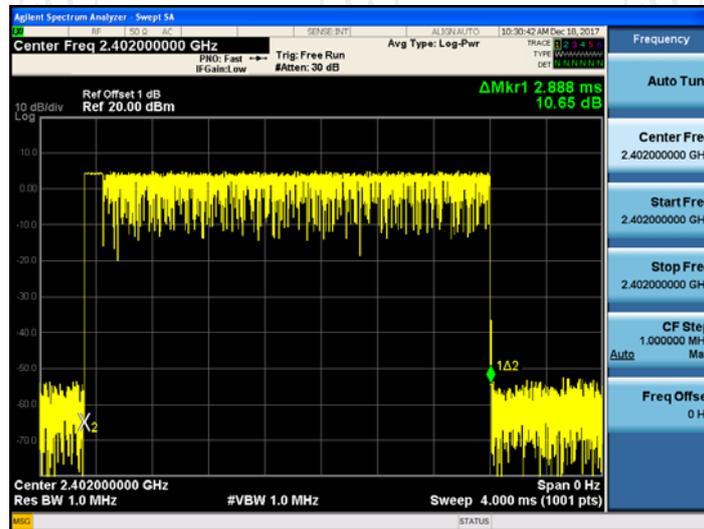 Agilent Spectrum Analyzer - Swept SA
RF 50 Ω AC SENSE:INT ALIGN AUTO 10:30:42 AM Dec 18, 2017
Center Freq 2.402000000 GHz
Avg Type: Log-Pwr
TRACE 1 2 3 4 5 6
TYPE WWWWWW
DET N N N N N N
PNO: Fast
IFGain:Low
Trig: Free Run
#Atten: 30 dB
ΔMkr1 2.888 ms
10.65 dB
Ref Offset 1 dB
10 dB/div Ref 20.00 dBm
Log
10.0
0.00
-10.0
-20.0
-30.0
-40.0
-50.0
-60.0
-70.0
1Δ2
X2
Center 2.402000000 GHz
Span 0 Hz
Res BW 1.0 MHz
#VBW 1.0 MHz
Sweep 4.000 ms (1001 pts)
MSG
STATUS
Frequency
Auto Tun
Center Fre
2.402000000 GH
Start Fre
2.402000000 GH
Stop Fre
2.402000000 GH
CF Ste
1.000000 MH
Auto Ma
Freq Offse
0 H